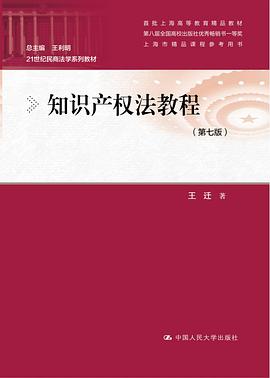 首批上海高等教育精品教材
第八届全国高校出版社优秀畅销书一等奖
上海市精品课程参考用书
总主编 王利明
21世纪民商法学系列教材
知识产权法教程
(第七版)
王 迁 著
中国人民大学出版社